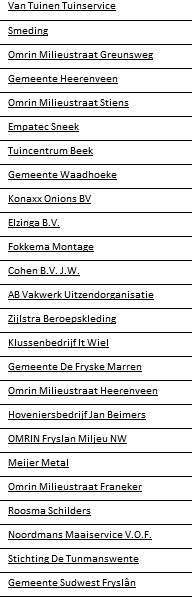 Van Tuinen Tuinservice
Smeding
Omrin Milieustraat Greunsweg
Gemeente Heerenveen
Omrin Milieustraat Stiens
Empatec Sneek
Tuincentrum Beek
Gemeente Waadhoeke
Konaxx Onions BV
Elzinga B.V.
Fokkema Montage
Cohen B.V. J.W.
AB Vakwerk Uitzendorganisatie
Zijlstra Beroepskleding
Klussenbedrijf It Wiel
Gemeente De Fryske Marren
Omrin Milieustraat Heerenveen
Hoveniersbedrijf Jan Beimers
OMRIN Fryslan Miljeu NW
Meijer Metal
Omrin Milieustraat Franeker
Roosma Schilders
Noordmans Maaiservice V.O.F.
Stichting De Tunmanswente
Gemeente Sudwest Fryslân